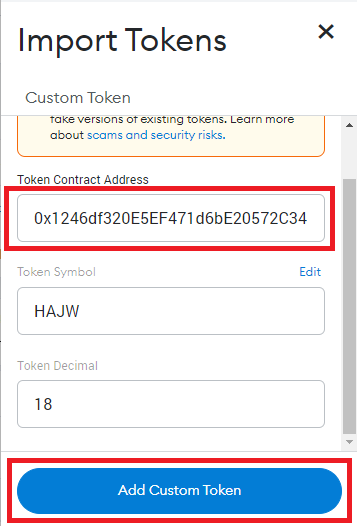 Import Tokens
Custom Token
fake versions of existing tokens. Learn more
about scams and security risks.
Token Contract Address
0x1246df320E5EF471d6bE20572C34
Token Symbol
Edit
HAJW
Token Decimal
18
Add Custom Token